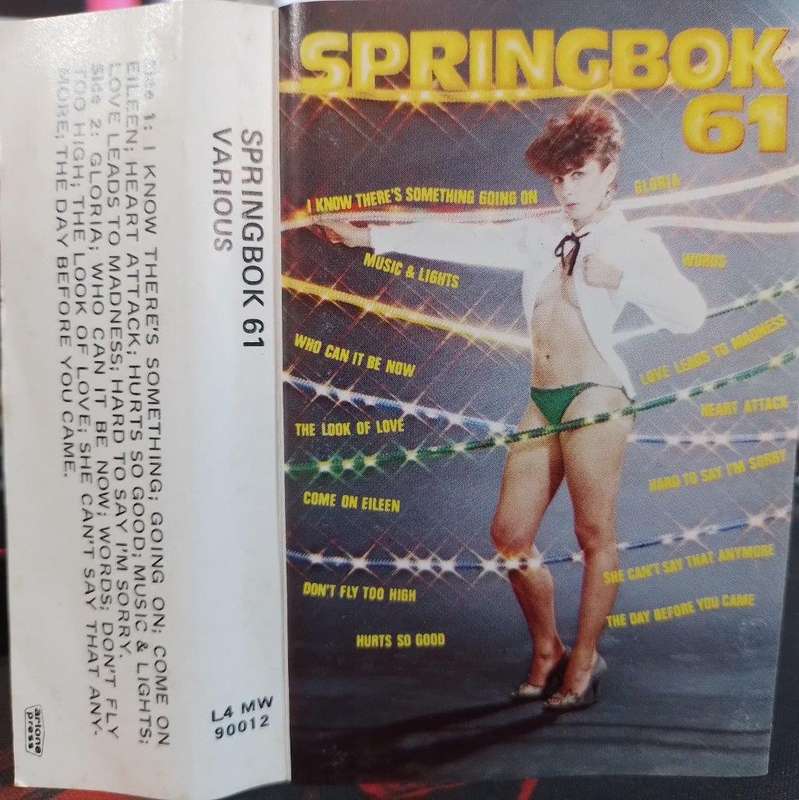 Side 1: I KNOW THERE'S SOMETHING; GOING ON; COME ON
EILEEN; HEART ATTACK; HURTS SO GOOD; MUSIC & LIGHTS;
LOVE LEADS TO MADNESS; HARD TO SAY I'M SORRY.
Side 2: GLORIA; WHO CAN IT BE NOW; WORDS; DON'T FLY
TOO HIGH; THE LOOK OF LOVE; SHE CAN'T SAY THAT ANY-
MORE; THE DAY BEFORE YOU CAME.
artone
press
SPRINGBOK 61
VARIOUS
L4 MW
90012
SPRINGBOK
61
I KNOW THERE'S SOMETHING GOING ON
GLORIA
MUSIC & LIGHTS
WORDS
WHO CAN IT BE NOW
LOVE LEADS TO MADNESS
THE LOOK OF LOVE
HEART ATTACK
COME ON EILEEN
HARD TO SAY I'M SORRY
DON'T FLY TOO HIGH
SHE CAN'T SAY THAT ANYMORE
HURTS SO GOOD
THE DAY BEFORE YOU CAME